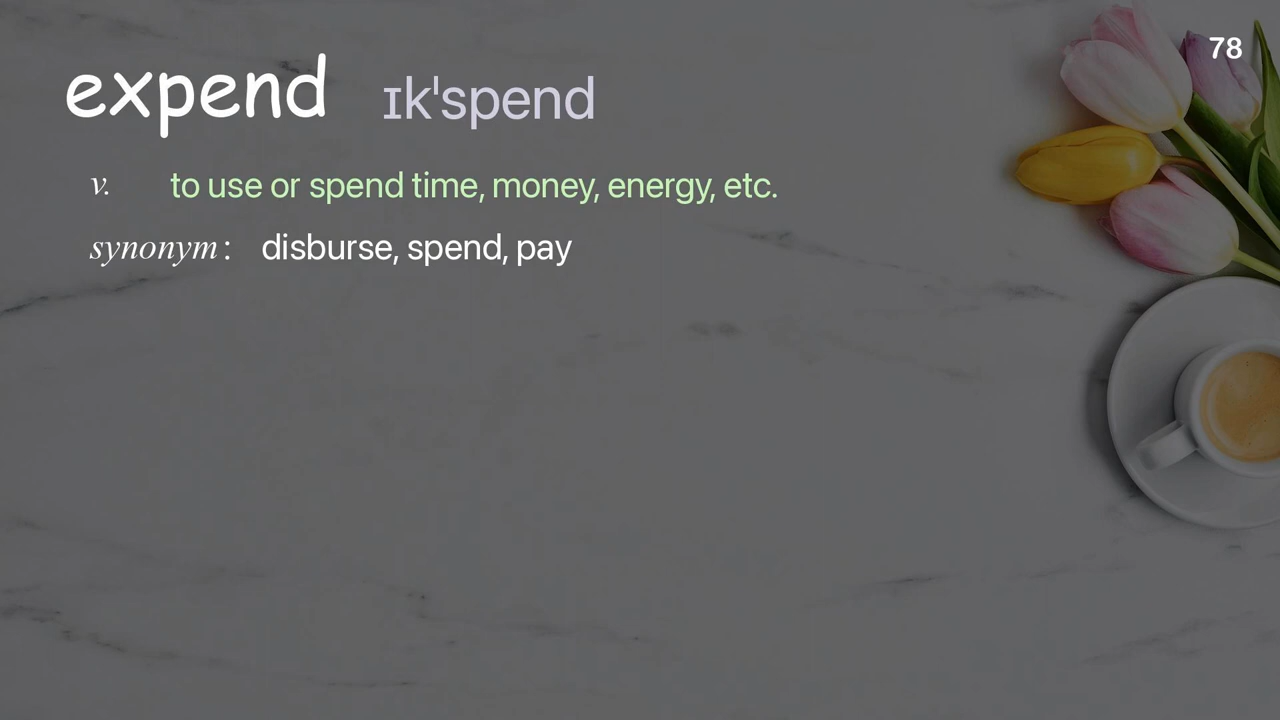 78
expend ɪk'spend
v. to use or spend time, money, energy, etc.
synonym: disburse, spend, pay